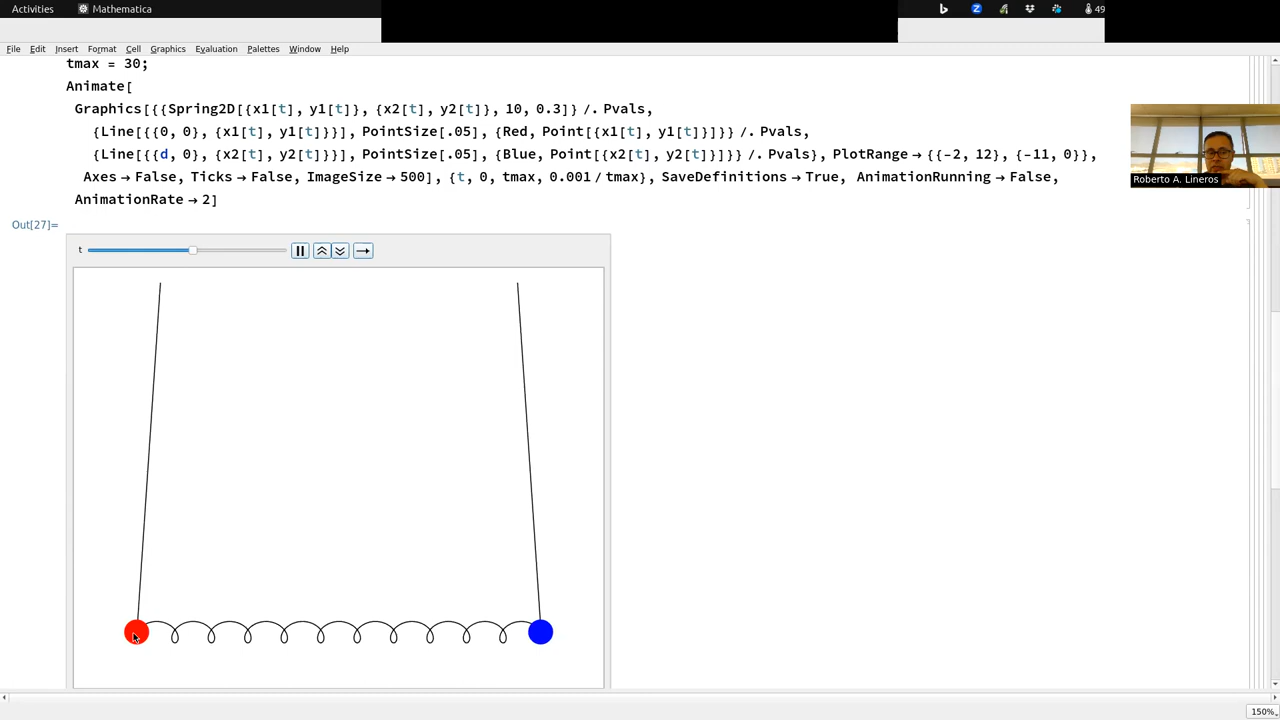 Activities Mathematica 49
File Edit Insert Format Cell Graphics Evaluation Palettes Window Help
tmax = 30;
Animate[
Graphics[{{Spring2D[{x1[t], y1[t]}, {x2[t], y2[t]}, 10, 0.3]} /. Pvals,
{Line[{{0, 0}, {x1[t], y1[t]}}], PointSize[.05], {Red, Point[{x1[t], y1[t]}]}} /. Pvals,
{Line[{{d, 0}, {x2[t], y2[t]}}], PointSize[.05], {Blue, Point[{x2[t], y2[t]}]}} /. Pvals}, PlotRange → {{-2, 12}, {-11, 0}},
Axes → False, Ticks → False, ImageSize → 500], {t, 0, tmax, 0.001 / tmax}, SaveDefinitions → True, AnimationRunning → False,
AnimationRate → 2]
Roberto A. Lineros
Out[27]=
t
150%